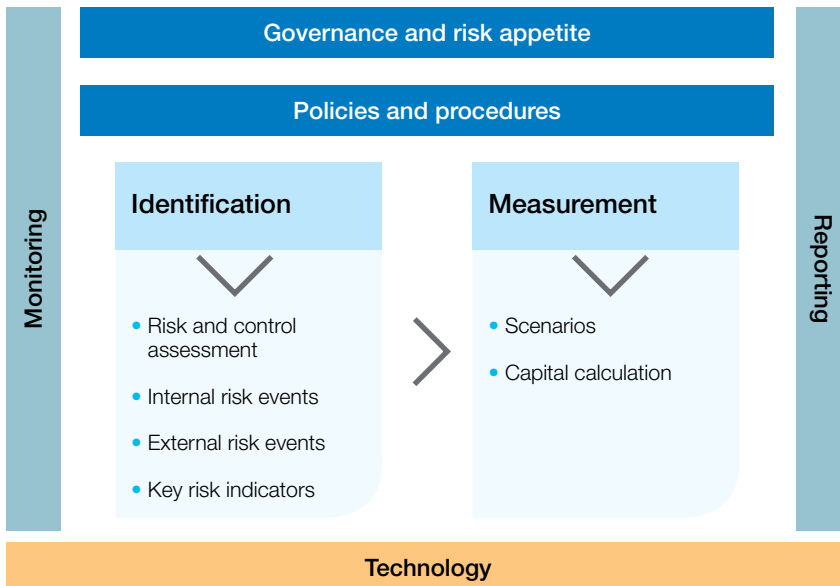 Governance and risk appetite
Policies and procedures
Monitoring
Identification
• Risk and control
assessment
• Internal risk events
• External risk events
• Key risk indicators
Measurement
• Scenarios
• Capital calculation
Reporting
Technology